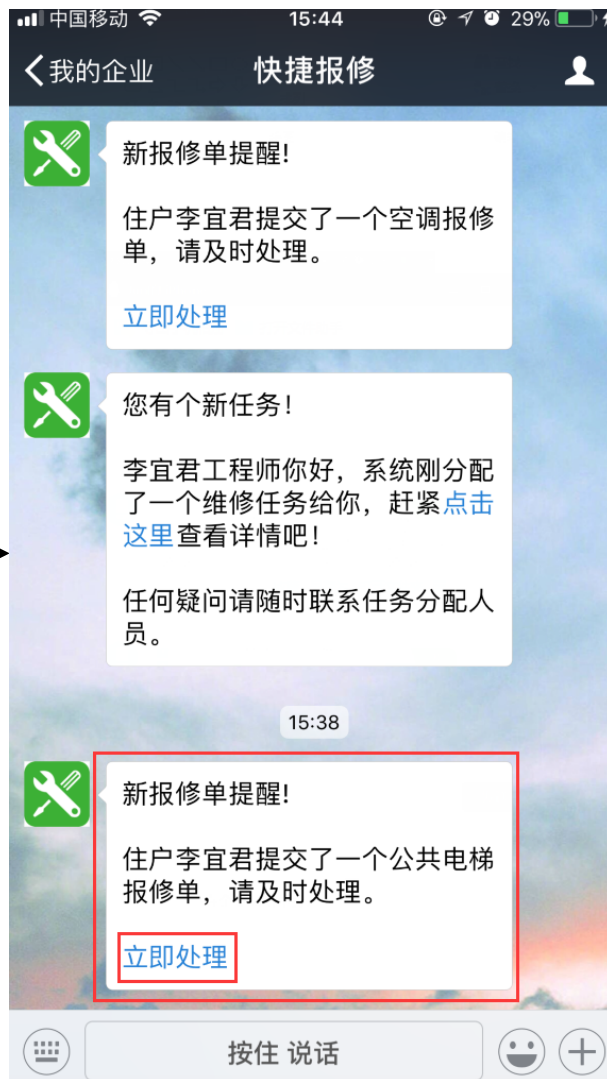 中国移动 15:44 29%
我的企业 快捷报修
新报修单提醒!
住户李宜君提交了一个空调报修
单，请及时处理。
立即处理
您有个新任务！
李宜君工程师你好，系统刚分配
了一个维修任务给你，赶紧点击
这里查看详情吧！
任何疑问请随时联系任务分配人
员。
15:38
新报修单提醒!
住户李宜君提交了一个公共电梯
报修单，请及时处理。
立即处理
按住 说话